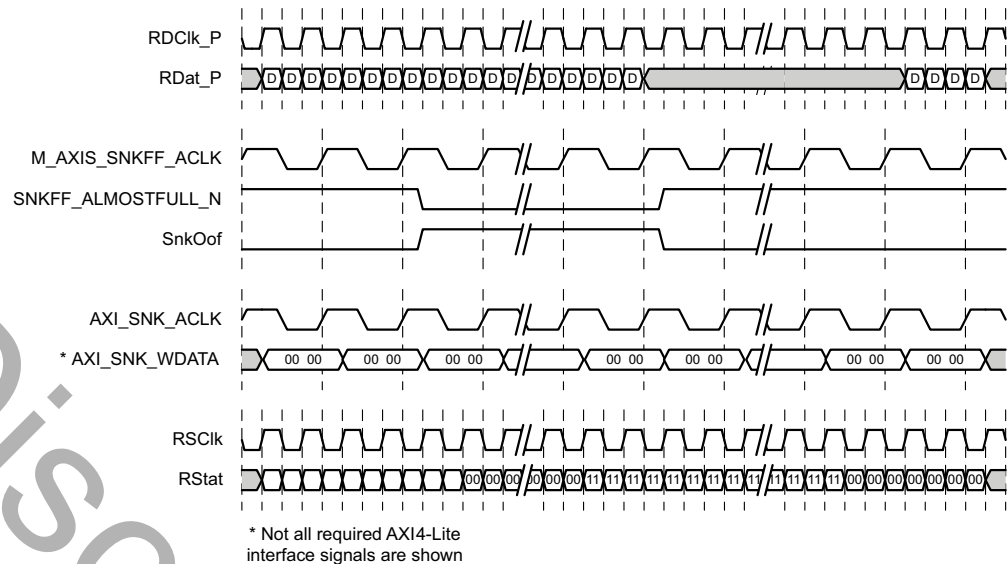 RDClk_P
RDat_P D D D D D D D D D D D D D D D D D D D D D D D
M_AXIS_SNKFF_ACLK
SNKFF_ALMOSTFULL_N
SnkOof
AXI_SNK_ACLK
* AXI_SNK_WDATA 00 00 00 00 00 00 00 00 00 00 00 00 00 00
RSClk
RStat 00 00 00 00 00 00 11 11 11 11 11 11 11 11 11 11 11 11 11 00 00 00 00 00 00 00
* Not all required AXI4-Lite
interface signals are shown